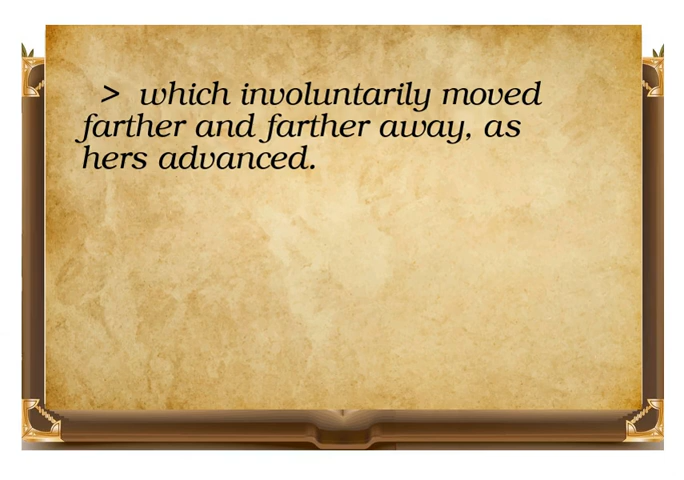 > which involuntarily moved
farther and farther away, as
hers advanced.